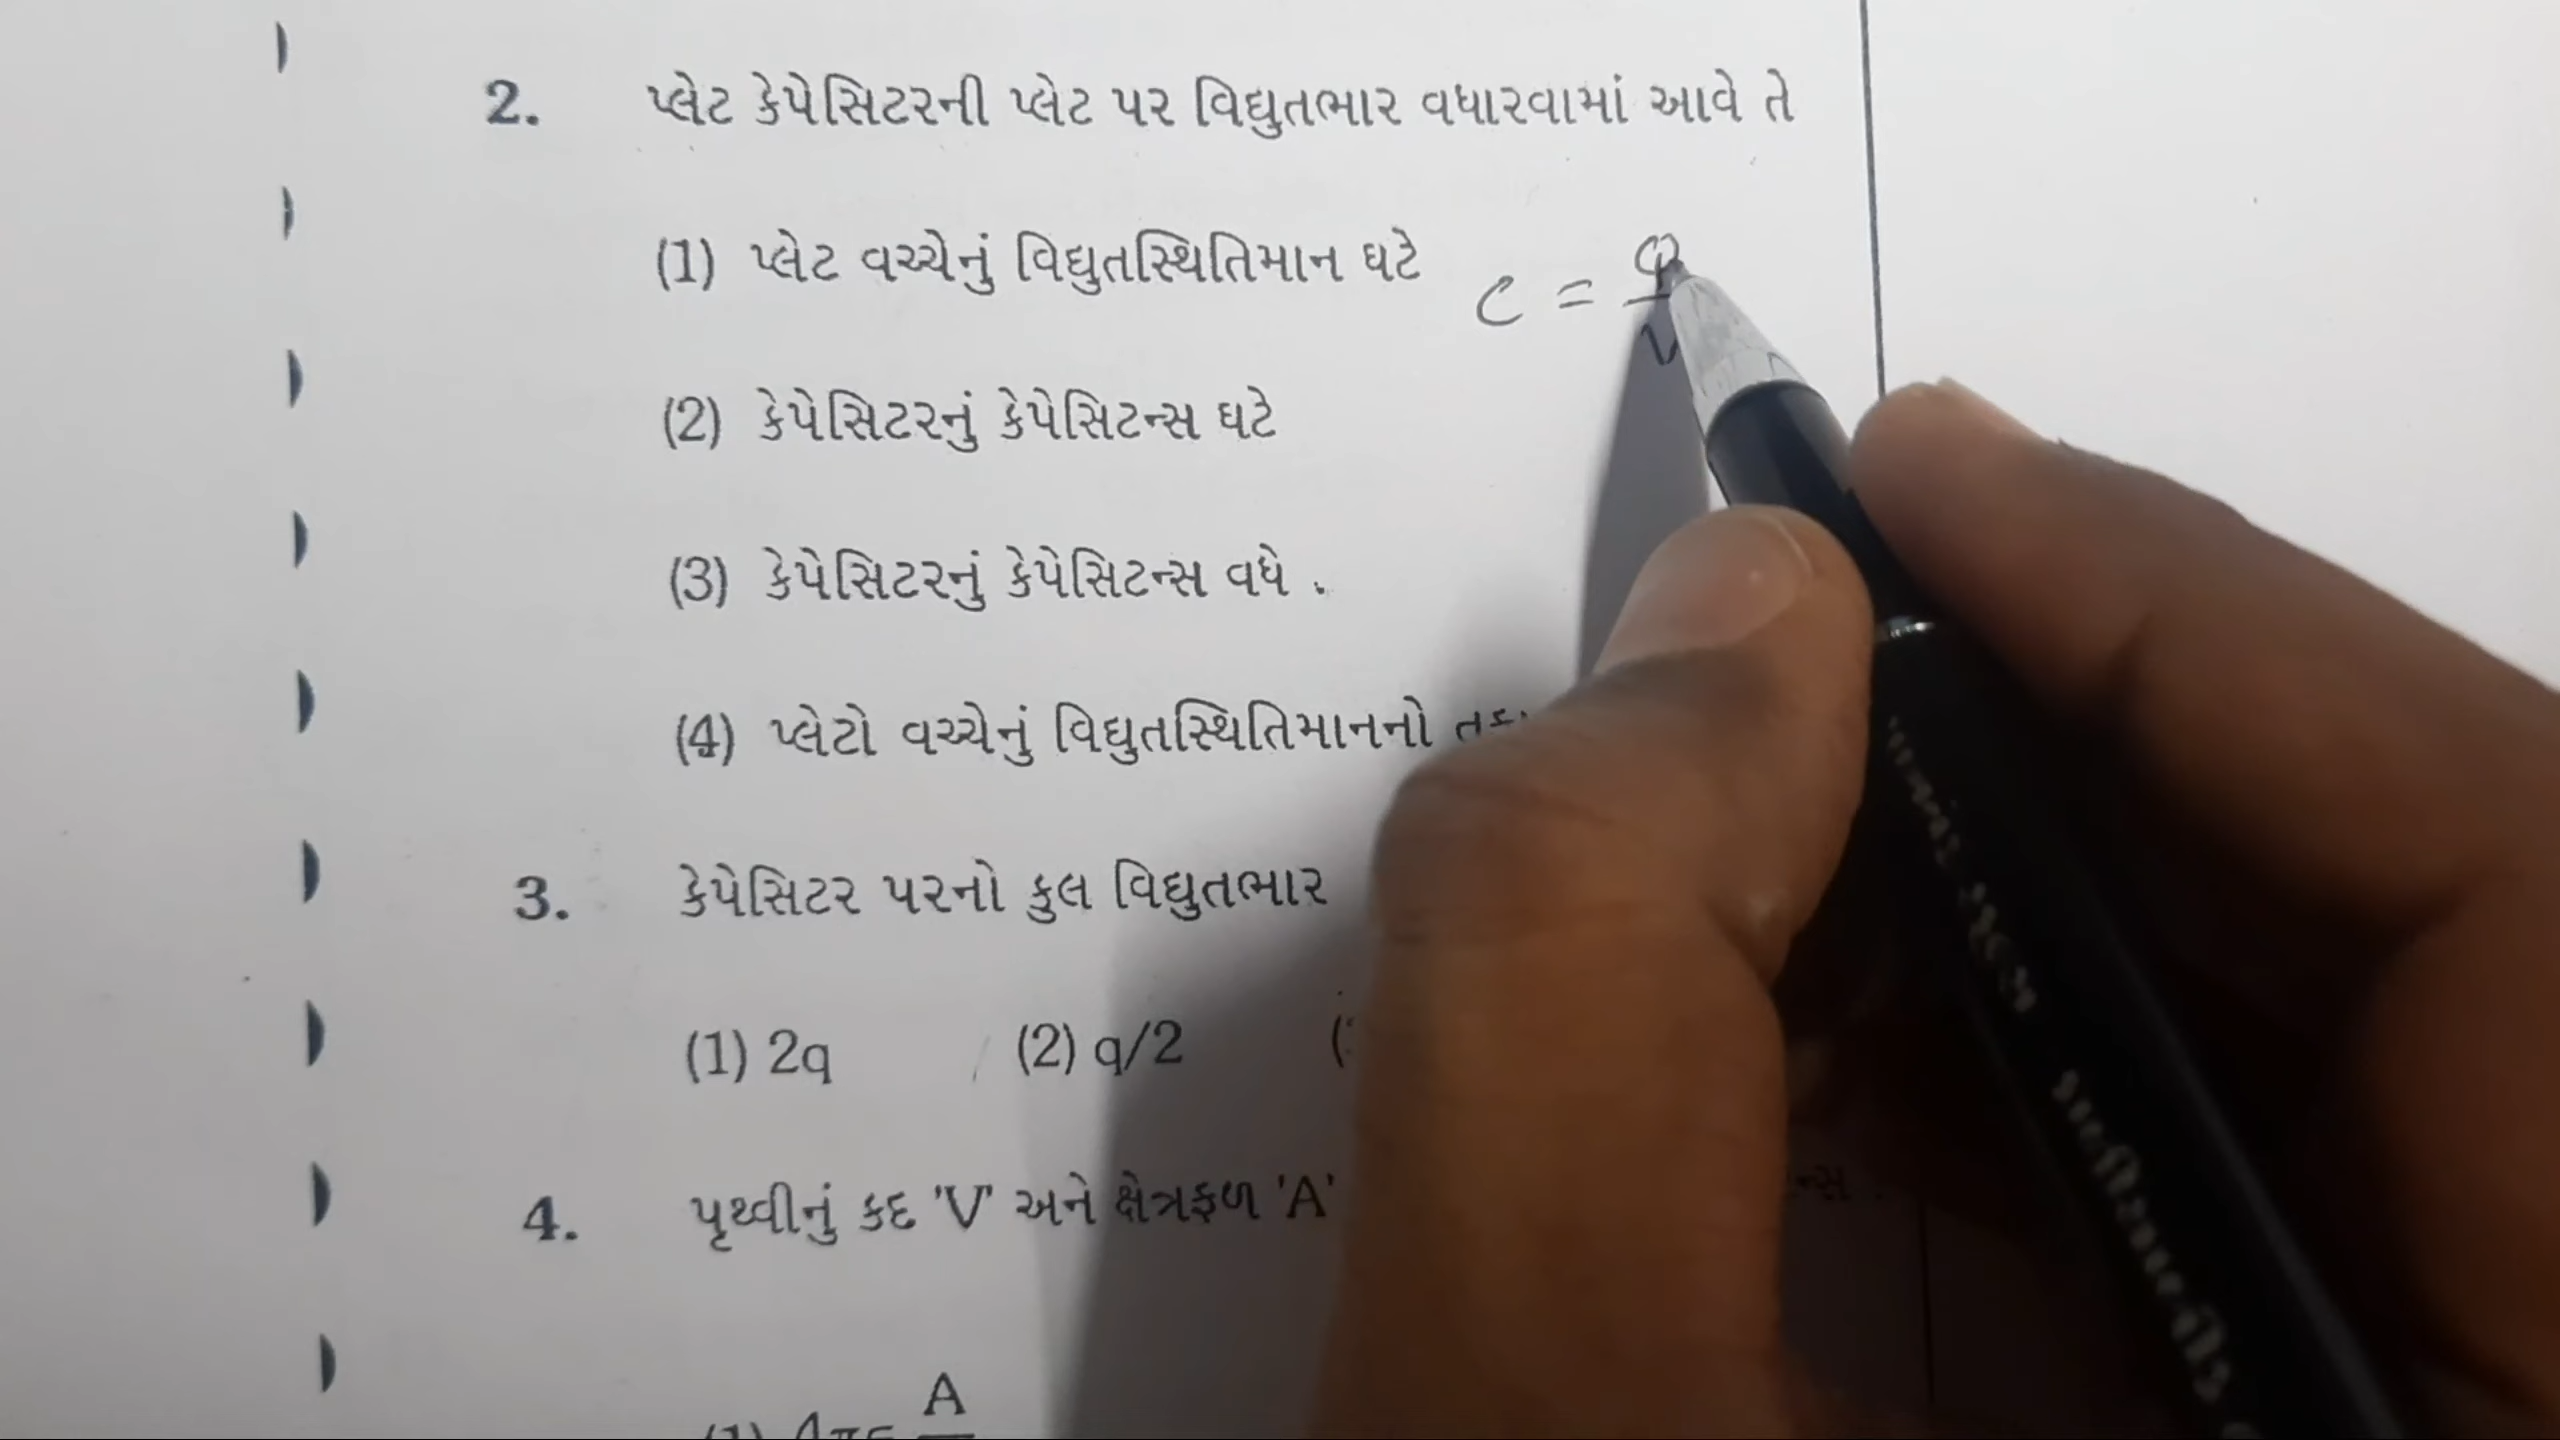 2. પ્લેટ કેપેસિટરની પ્લેટ પર વિદ્યુતભાર વધારવામાં આવે તે
(1) પ્લેટ વચ્ચેનું વિદ્યુતસ્થિતિમાન ઘટે
C = Q
(2) કેપેસિટરનું કેપેસિટન્સ ઘટે
(3) કેપેસિટરનું કેપેસિટન્સ વધે .
(4) પ્લેટો વચ્ચેનું વિદ્યુતસ્થિતિમાનનો
3. કેપેસિટર પરનો કુલ વિદ્યુતભાર
(1) 2q (2) q/2
4. પૃથ્વીનું કદ 'V' અને ક્ષેત્રફળ 'A'
A